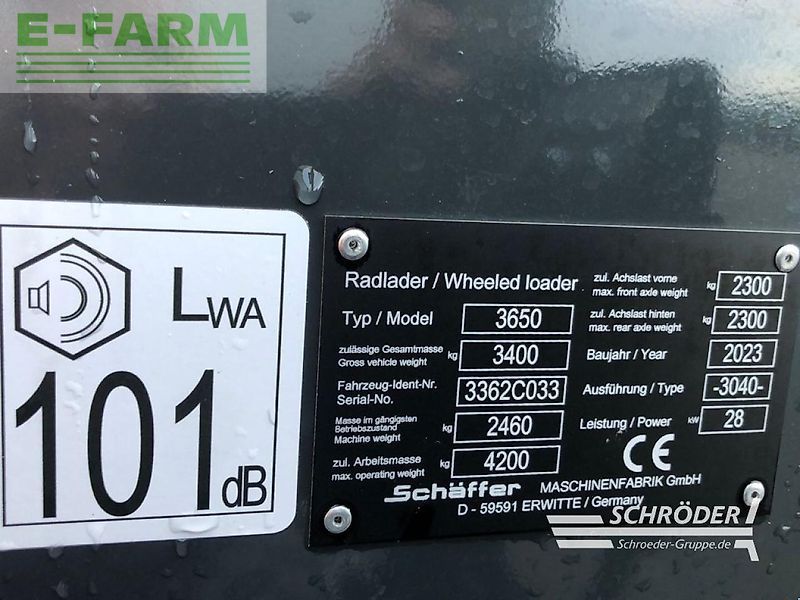 E-FARM
LWA
101 dB
Radlader / Wheeled loader
Typ / Model 3650
zulässige Gesamtmasse
Gross vehicle weight kg 3400
Fahrzeug-Ident-Nr.
Serial-No. 3362C033
Masse im gängigsten
Betriebszustand
Machine weight kg 2460
zul. Arbeitsmasse
max. operating weight kg 4200
zul. Achslast vorne
max. front axle weight kg 2300
zul. Achslast hinten
max. rear axle weight kg 2300
Baujahr / Year 2023
Ausführung / Type -3040-
Leistung / Power kW 28
CE
Schäffer MASCHINENFABRIK GmbH
D - 59591 ERWITTE / Germany
SCHRÖDER
Schroeder-Gruppe.de